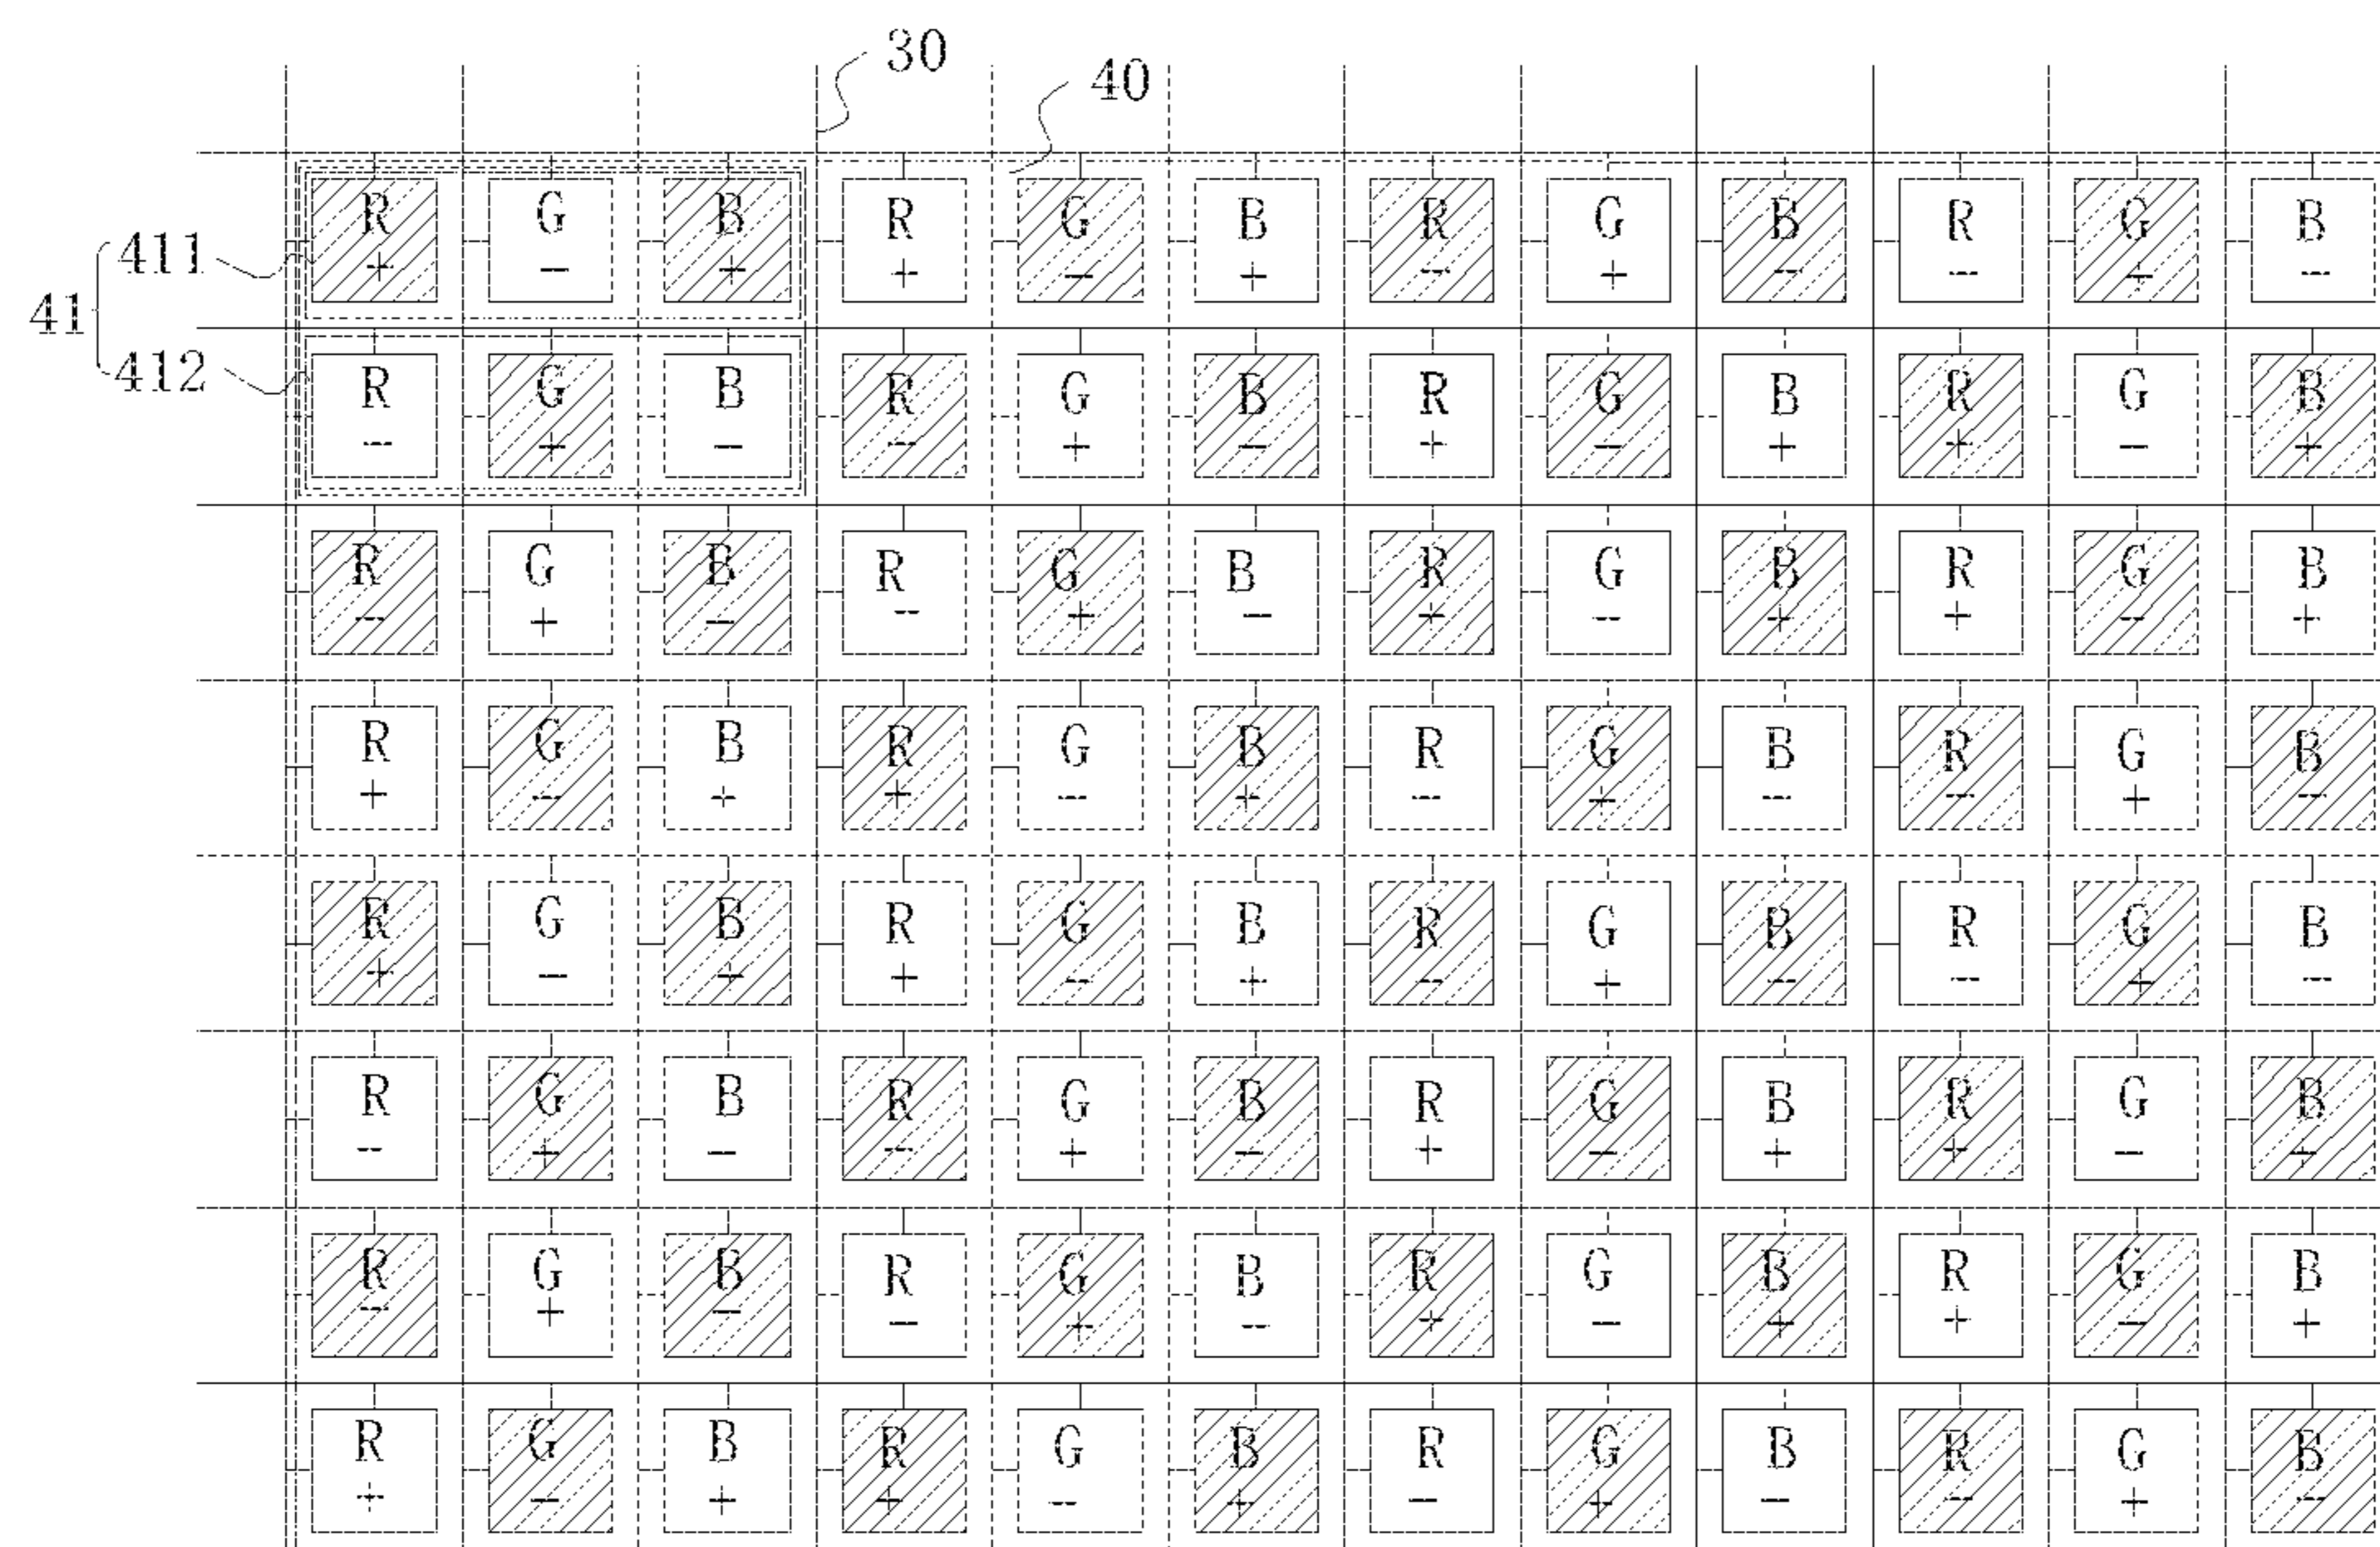 30
40
R G B R G B R G B R G B
411
+ - + + - + - + - - + -
41
412
R G B R G B R G B R G B
- + - - + - + - + + - +
R G B R G B R G B R G B
- + - - + - + - + + - +
R G B R G B R G B R G B
+ - + + - + - + - - + -
R G B R G B R G B R G B
+ - + + - + - + - - + -
R G B R G B R G B R G B
- + - - + - + - + + - +
R G B R G B R G B R G B
- + - - + - + - + + - +
R G B R G B R G B R G B
+ - + + - + - + - - + -